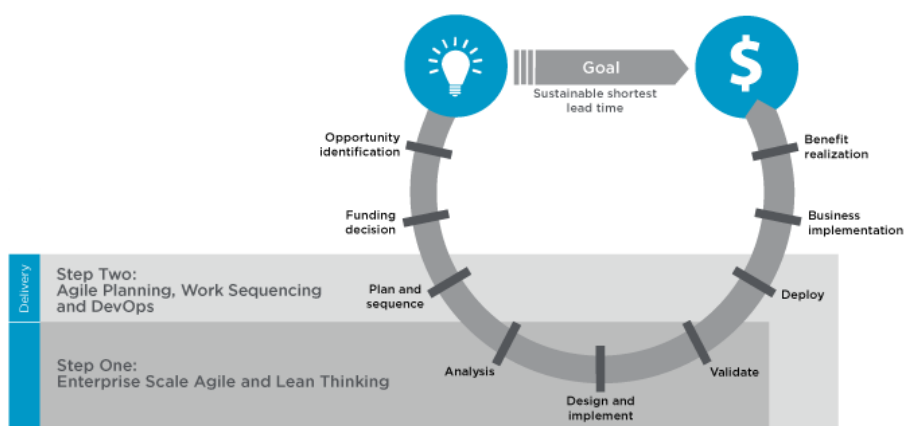 $
Goal
Sustainable shortest
lead time
Opportunity
identification
Benefit
realization
Funding
decision
Business
implementation
Delivery
Step Two:
Agile Planning, Work Sequencing
and DevOps
Plan and
sequence
Deploy
Step One:
Enterprise Scale Agile and Lean Thinking
Analysis
Validate
Design and
implement